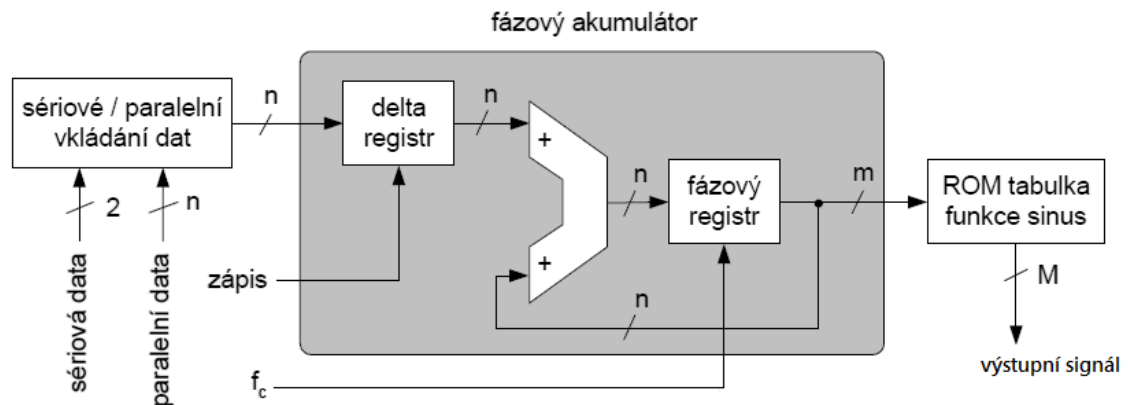 fázový akumulátor
sériové / paralelní
vkládání dat
n
delta
registr
n
+
+
n
fázový
registr
m
ROM tabulka
funkce sinus
2
n
sériová data
paralelní data
zápis
n
M
f_c
výstupní signál